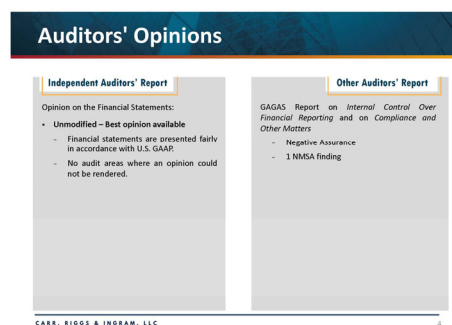 Auditors' Opinions
Independent Auditors' Report
Opinion on the Financial Statements:
• Unmodified – Best opinion available
– Financial statements are presented fairly
in accordance with U.S. GAAP.
– No audit areas where an opinion could
not be rendered.
Other Auditors' Report
GAGAS Report on Internal Control Over
Financial Reporting and on Compliance and
Other Matters
– Negative Assurance
– 1 NMSA finding
CARR, RIGGS & INGRAM, LLC
4